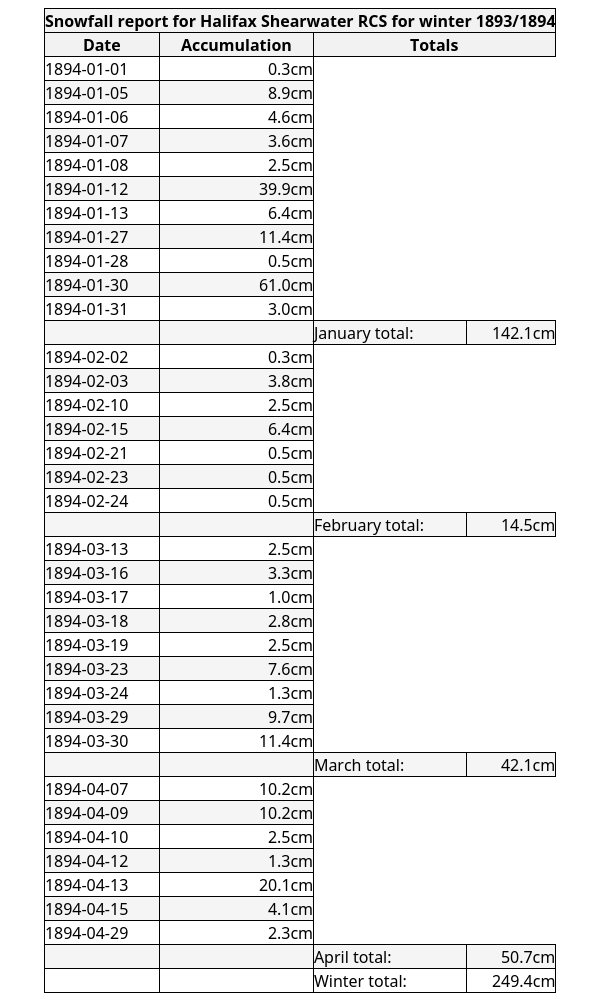 Snowfall report for Halifax Shearwater RCS for winter 1893/1894
Date Accumulation Totals
1894-01-01 0.3cm
1894-01-05 8.9cm
1894-01-06 4.6cm
1894-01-07 3.6cm
1894-01-08 2.5cm
1894-01-12 39.9cm
1894-01-13 6.4cm
1894-01-27 11.4cm
1894-01-28 0.5cm
1894-01-30 61.0cm
1894-01-31 3.0cm
January total: 142.1cm
1894-02-02 0.3cm
1894-02-03 3.8cm
1894-02-10 2.5cm
1894-02-15 6.4cm
1894-02-21 0.5cm
1894-02-23 0.5cm
1894-02-24 0.5cm
February total: 14.5cm
1894-03-13 2.5cm
1894-03-16 3.3cm
1894-03-17 1.0cm
1894-03-18 2.8cm
1894-03-19 2.5cm
1894-03-23 7.6cm
1894-03-24 1.3cm
1894-03-29 9.7cm
1894-03-30 11.4cm
March total: 42.1cm
1894-04-07 10.2cm
1894-04-09 10.2cm
1894-04-10 2.5cm
1894-04-12 1.3cm
1894-04-13 20.1cm
1894-04-15 4.1cm
1894-04-29 2.3cm
April total: 50.7cm
Winter total: 249.4cm